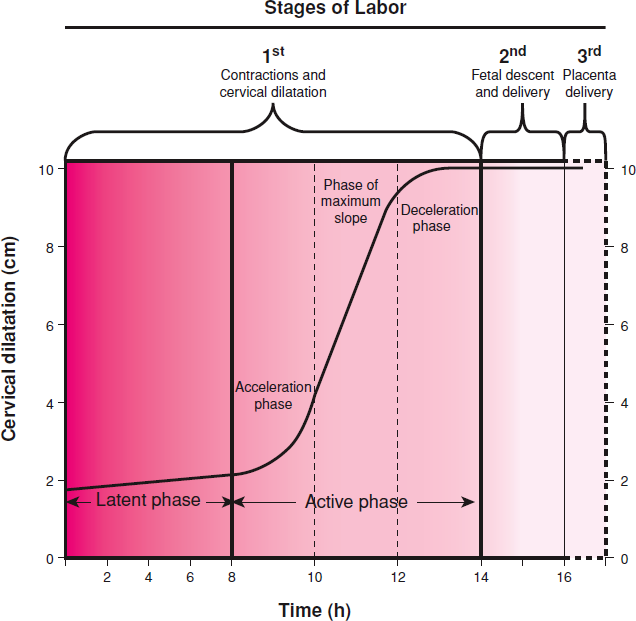 Stages of Labor
1st
Contractions and
cervical dilatation
2nd
Fetal descent
and delivery
3rd
Placenta
delivery
Cervical dilatation (cm)
10
8
6
4
2
0
Phase of
maximum
slope
Deceleration
phase
Acceleration
phase
Latent phase
Active phase
10
8
6
4
2
0
2 4 6 8 10 12 14 16
Time (h)